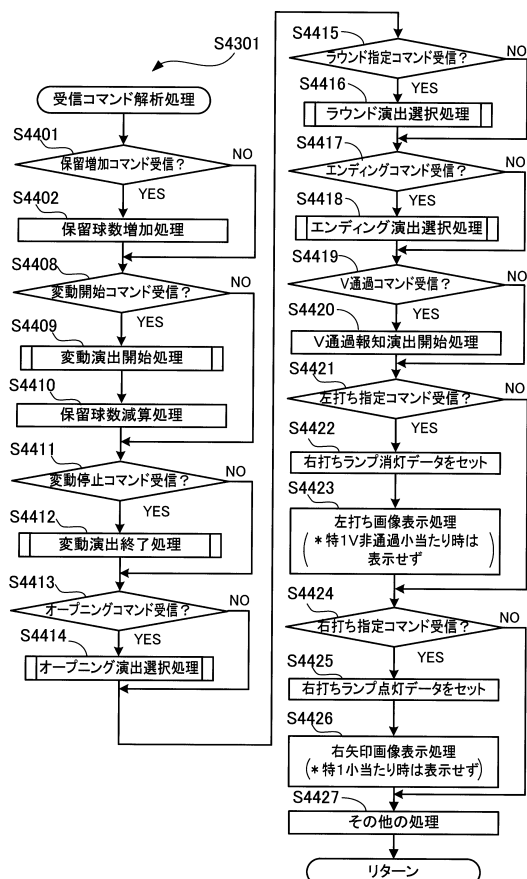 S4301
受信コマンド解析処理
S4401
保留増加コマンド受信？
NO
YES
S4402
保留球数増加処理
S4408
変動開始コマンド受信？
NO
YES
S4409
変動演出開始処理
S4410
保留球数減算処理
S4411
変動停止コマンド受信？
NO
YES
S4412
変動演出終了処理
S4413
オープニングコマンド受信？
NO
YES
S4414
オープニング演出選択処理
S4415
ラウンド指定コマンド受信？
NO
YES
S4416
ラウンド演出選択処理
S4417
エンディングコマンド受信？
NO
YES
S4418
エンディング演出選択処理
S4419
V通過コマンド受信？
NO
YES
S4420
V通過報知演出開始処理
S4421
左打ち指定コマンド受信？
NO
YES
S4422
右打ちランプ消灯データをセット
S4423
左打ち画像表示処理
(＊特1V非通過小当たり時は
表示せず)
S4424
右打ち指定コマンド受信？
NO
YES
S4425
右打ちランプ点灯データをセット
S4426
右矢印画像表示処理
(＊特1小当たり時は表示せず)
S4427
その他の処理
リターン